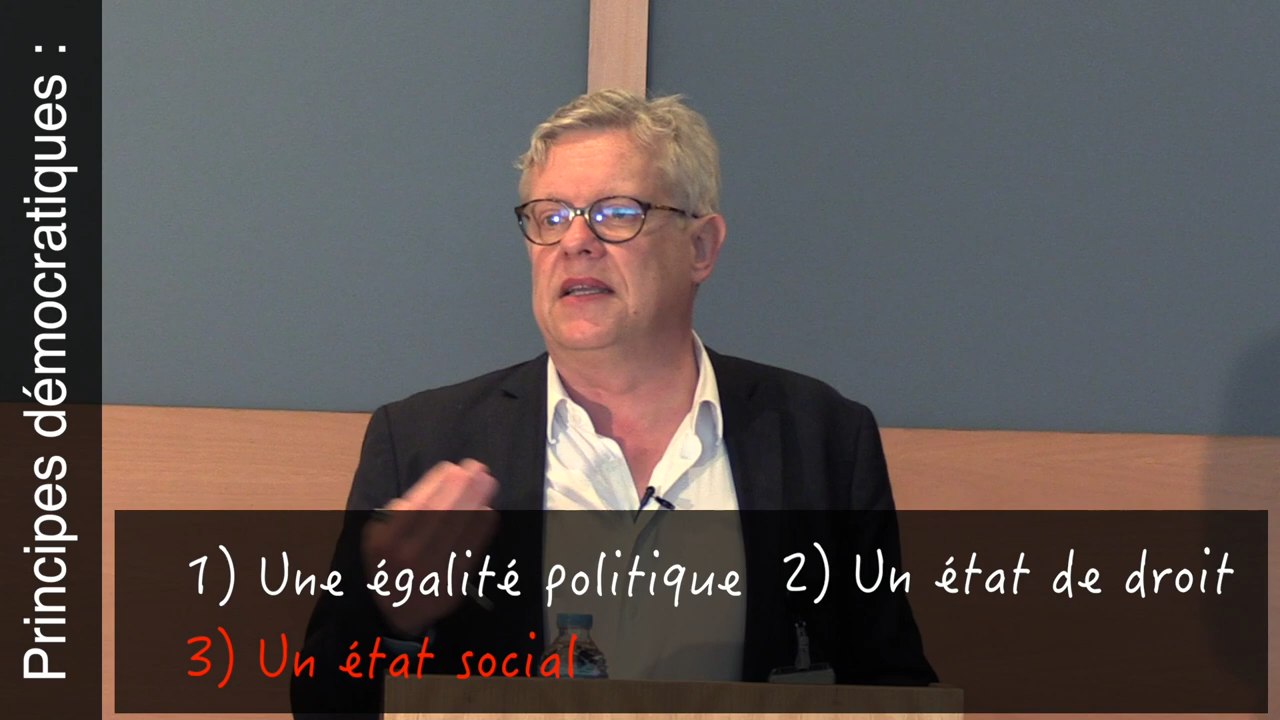 Principes démocratiques :
1) Une égalité politique 2) Un état de droit
3) Un état social